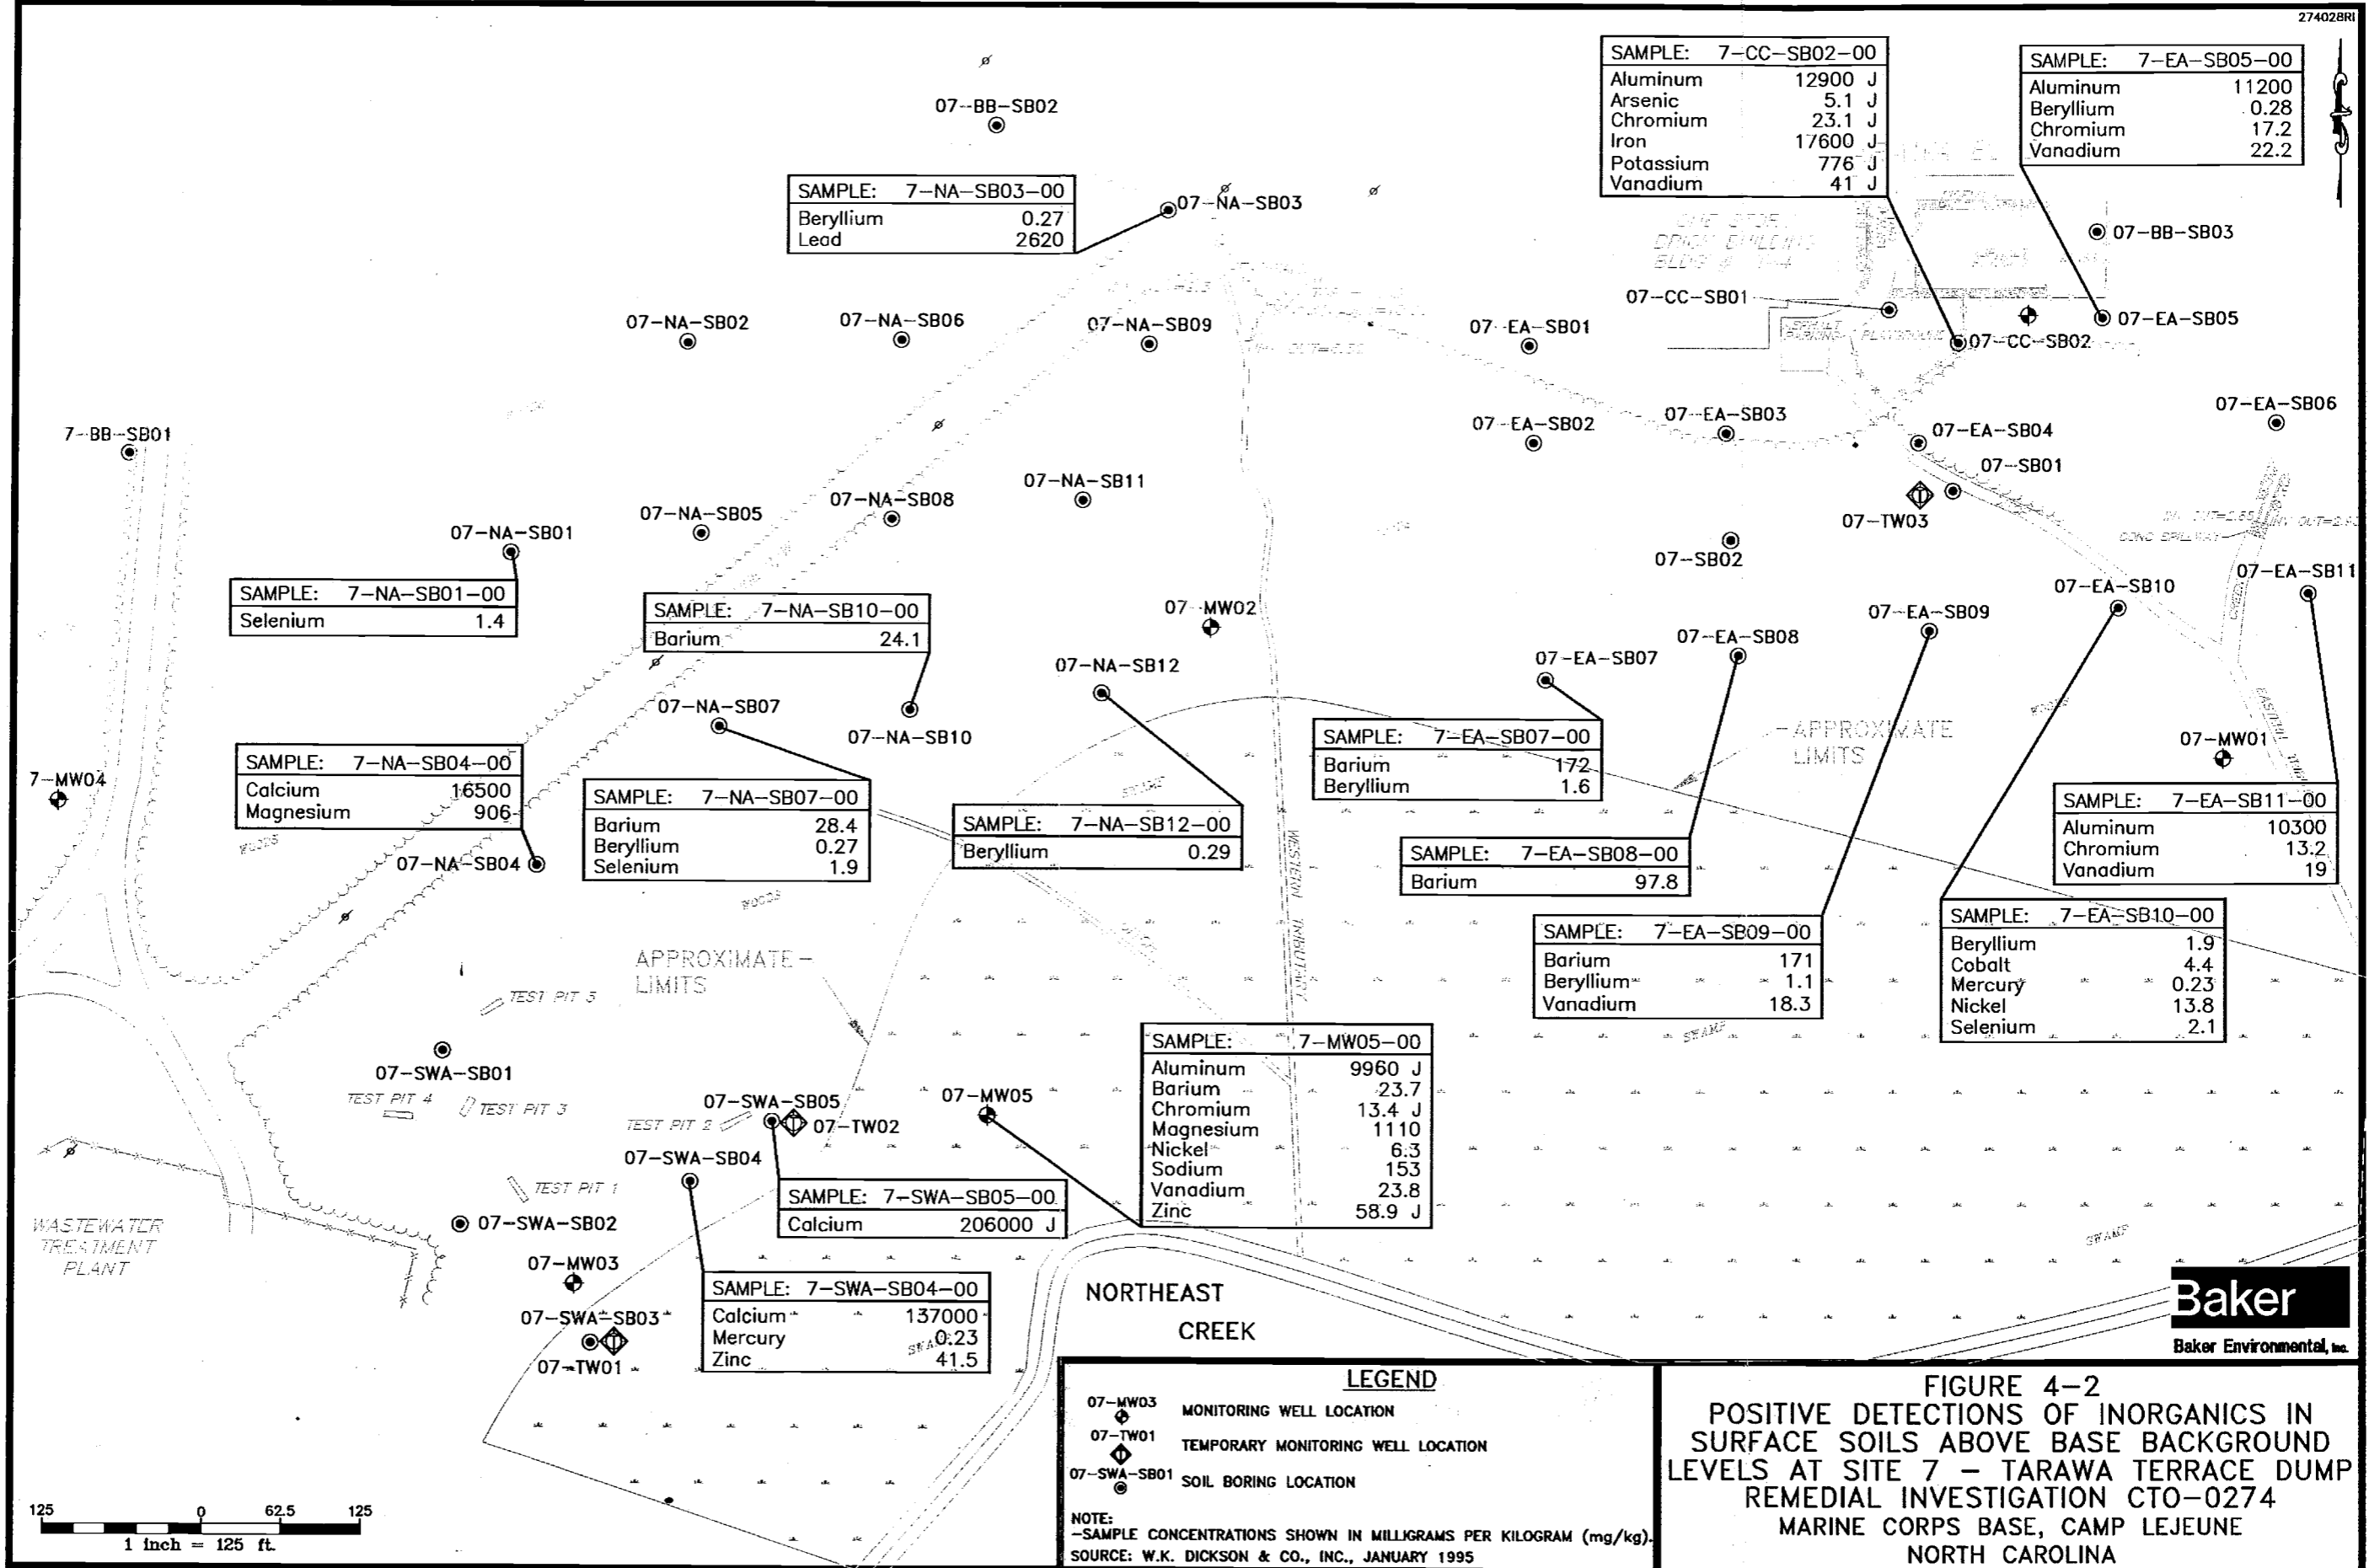 274028RI
SAMPLE: 7-CC-SB02-00
Aluminum 12900 J
Arsenic 5.1 J
Chromium 23.1 J
Iron 17600 J
Potassium 776 J
Vanadium 41 J
SAMPLE: 7-EA-SB05-00
Aluminum 11200
Beryllium 0.28
Chromium 17.2
Vanadium 22.2
07-BB-SB02
SAMPLE: 7-NA-SB03-00
Beryllium 0.27
Lead 2620
07-NA-SB03
07-BB-SB03
07-CC-SB01
07-NA-SB02
07-NA-SB06
07-NA-SB09
07-EA-SB01
07-EA-SB05
07-CC-SB02
PLAYGROUND
07-EA-SB02
07-EA-SB03
07-EA-SB04
07-EA-SB06
7-BB-SB01
07-SB01
07-NA-SB11
07-NA-SB08
07-NA-SB05
07-NA-SB01
07-TW03
07-SB02
CONC SPILLWAY
07-EA-SB11
07-EA-SB10
SAMPLE: 7-NA-SB01-00
Selenium 1.4
SAMPLE: 7-NA-SB10-00
Barium 24.1
07-MW02
07-EA-SB09
07-EA-SB08
07-EA-SB07
07-NA-SB12
07-NA-SB07
07-NA-SB10
APPROXIMATE
LIMITS
WOODS
EASTERN
07-MW01
7-MW04
SAMPLE: 7-NA-SB04-00
Calcium 16500
Magnesium 906
07-NA-SB04
WOODS
SAMPLE: 7-NA-SB07-00
Barium 28.4
Beryllium 0.27
Selenium 1.9
SWAMP
SAMPLE: 7-NA-SB12-00
Beryllium 0.29
SAMPLE: 7-EA-SB07-00
Barium 172
Beryllium 1.6
SAMPLE: 7-EA-SB08-00
Barium 97.8
SAMPLE: 7-EA-SB11-00
Aluminum 10300
Chromium 13.2
Vanadium 19
WESTERN TRIBUTARY
WOODS
SAMPLE: 7-EA-SB09-00
Barium 171
Beryllium 1.1
Vanadium 18.3
SAMPLE: 7-EA-SB10-00
Beryllium 1.9
Cobalt 4.4
Mercury 0.23
Nickel 13.8
Selenium 2.1
APPROXIMATE
LIMITS
TEST PIT 5
SWAMP
07-SWA-SB01
TEST PIT 4
TEST PIT 3
TEST PIT 2
07-SWA-SB05
07-TW02
07-MW05
SAMPLE: 7-MW05-00
Aluminum 9960 J
Barium 23.7
Chromium 13.4 J
Magnesium 1110
Nickel 6.3
Sodium 153
Vanadium 23.8
Zinc 58.9 J
07-SWA-SB04
TEST PIT 1
SAMPLE: 7-SWA-SB05-00
Calcium 206000 J
07-SWA-SB02
WASTEWATER
TREATMENT
PLANT
SWAMP
07-MW03
SAMPLE: 7-SWA-SB04-00
Calcium 137000
Mercury 0.23
Zinc 41.5
SWAMP
07-SWA-SB03
07-TW01
NORTHEAST
CREEK
Baker
Baker Environmental, Inc.
LEGEND
07-MW03 MONITORING WELL LOCATION
07-TW01 TEMPORARY MONITORING WELL LOCATION
07-SWA-SB01 SOIL BORING LOCATION
NOTE:
-SAMPLE CONCENTRATIONS SHOWN IN MILLIGRAMS PER KILOGRAM (mg/kg).
SOURCE: W.K. DICKSON & CO., INC., JANUARY 1995
125 0 62.5 125
1 inch = 125 ft.
FIGURE 4-2
POSITIVE DETECTIONS OF INORGANICS IN
SURFACE SOILS ABOVE BASE BACKGROUND
LEVELS AT SITE 7 - TARAWA TERRACE DUMP
REMEDIAL INVESTIGATION CTO-0274
MARINE CORPS BASE, CAMP LEJEUNE
NORTH CAROLINA